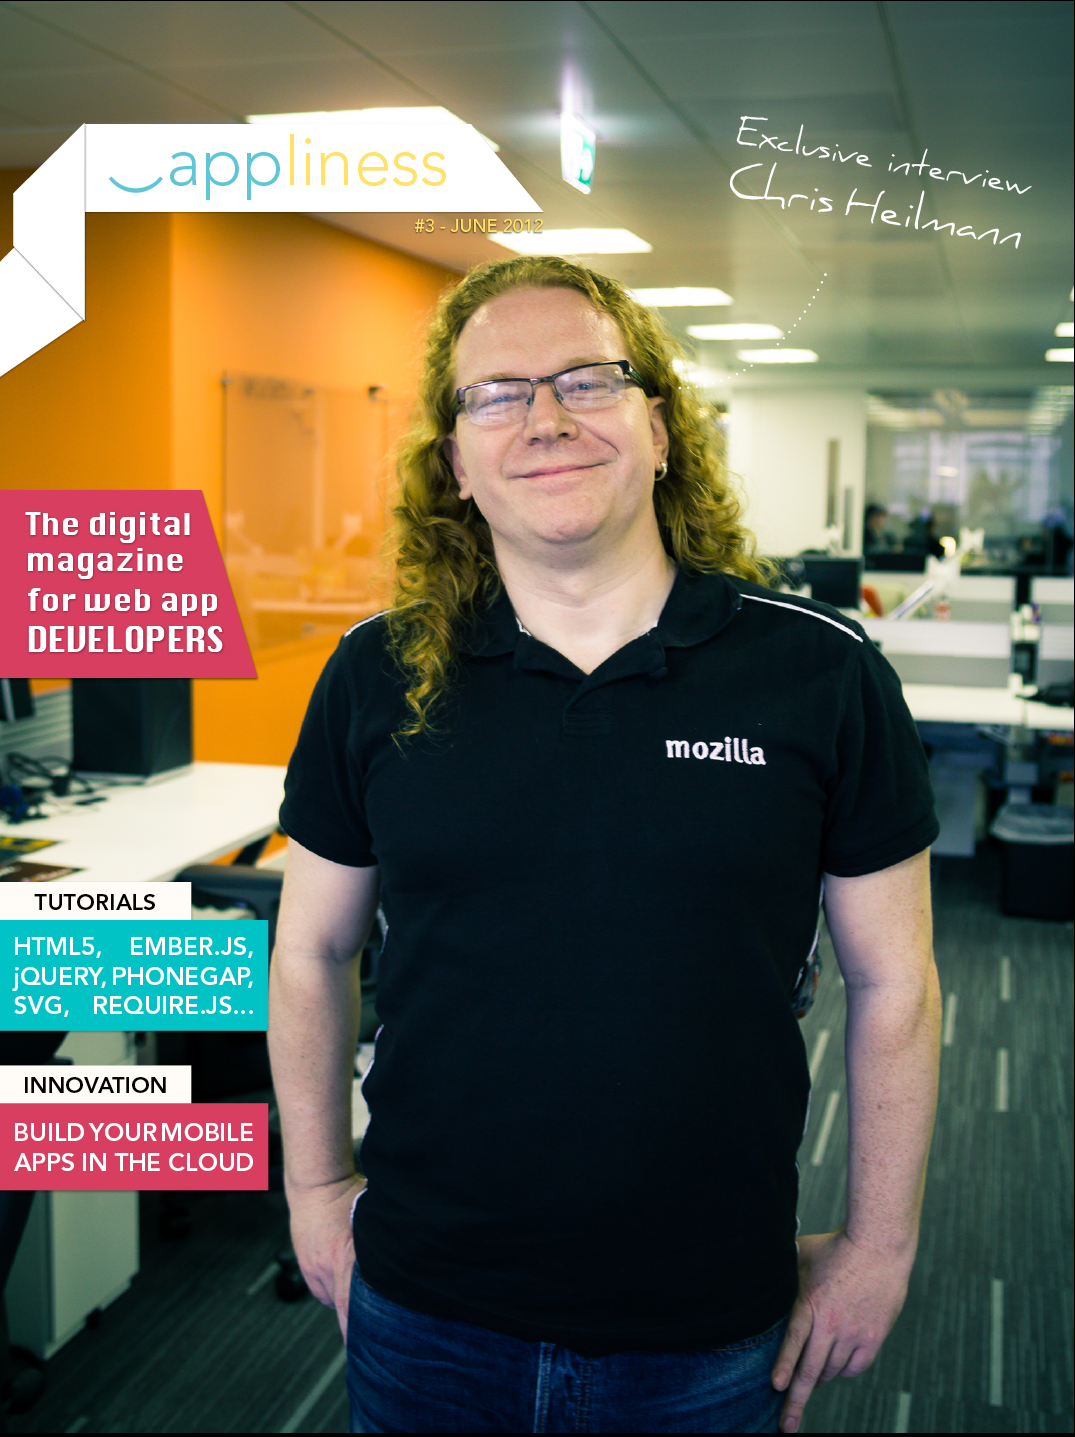 appliness
#3 - JUNE 2012
Exclusive interview
Chris Heilmann
The digital
magazine
for web app
DEVELOPERS
mozilla
TUTORIALS
HTML5, EMBER.JS,
jQUERY, PHONEGAP,
SVG, REQUIRE.JS...
INNOVATION
BUILD YOUR MOBILE
APPS IN THE CLOUD